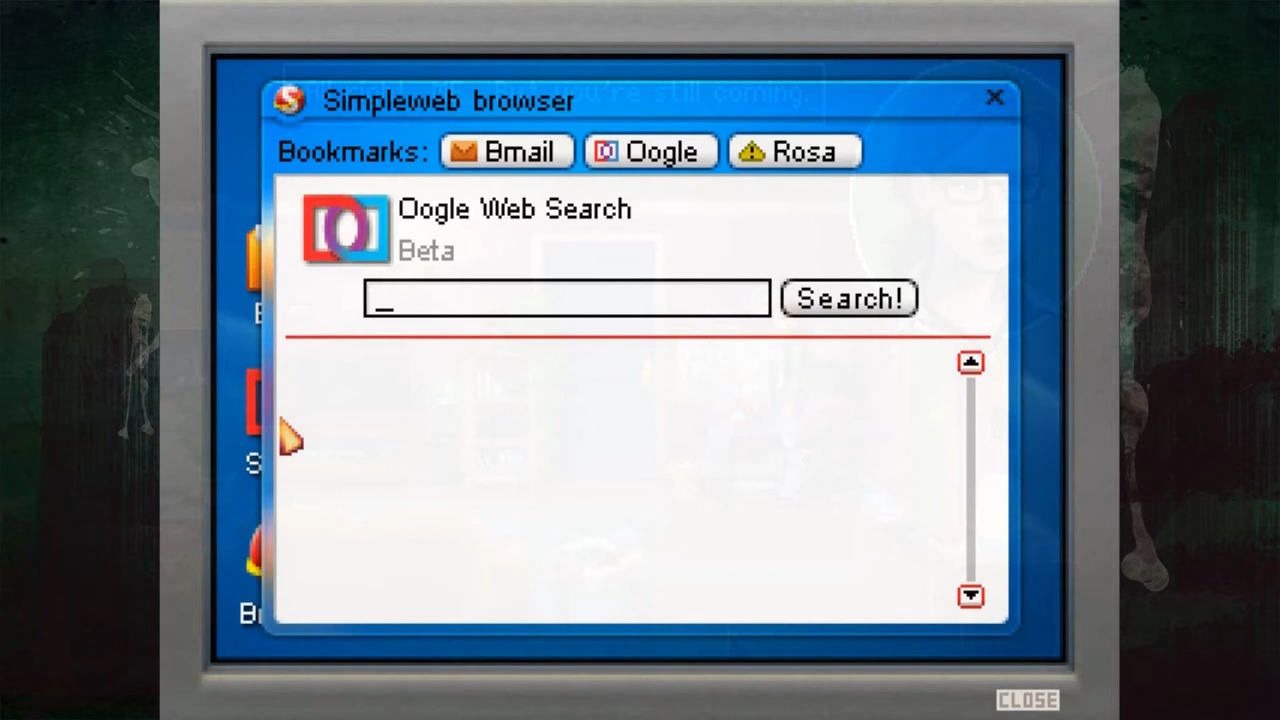 Simpleweb browser
Bookmarks: Bmail Oogle Rosa
Oogle Web Search
Beta
_ Search!
CLOSE